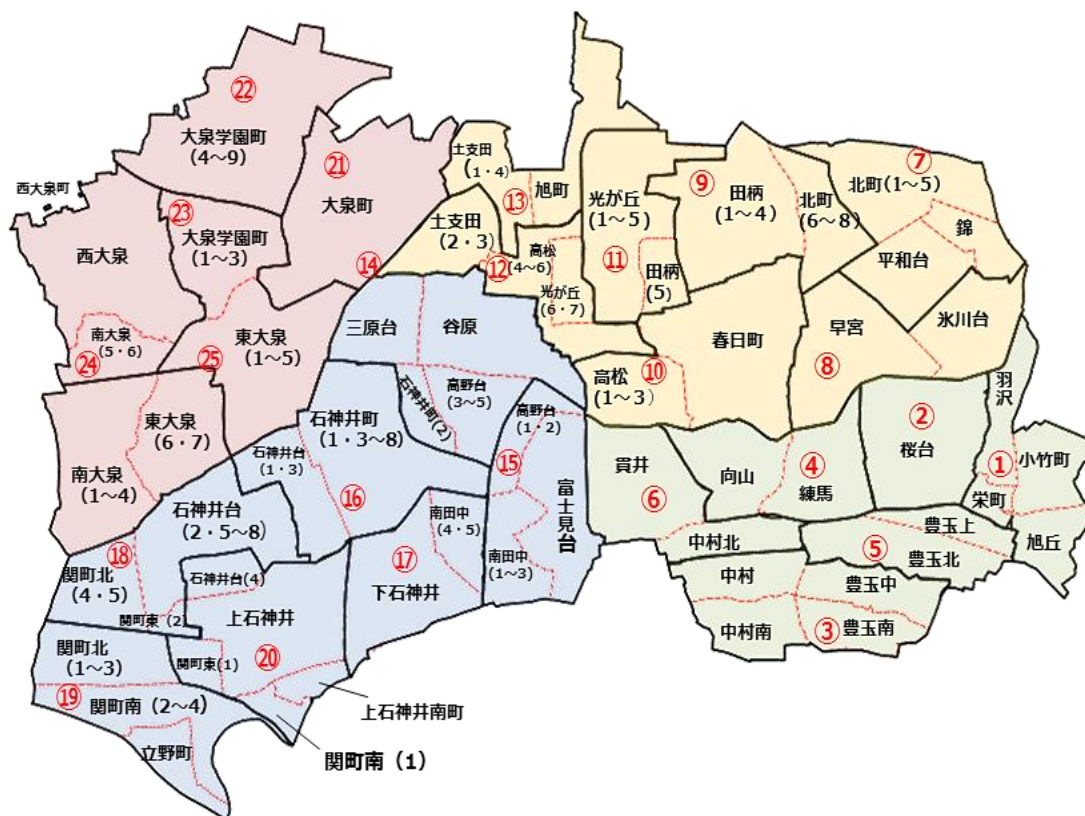 ㉒
大泉学園町
(4～9)
西大泉町
㉑
大泉町
㉓
大泉学園町
(1～3)
西大泉
⑭
南大泉
(5・6)
㉔
㉕
東大泉
(1～5)
東大泉
(6・7)
南大泉
(1～4)
土支田
(1・4)
⑬
旭町
土支田
(2・3)
⑫
高松
(4～6)
光が丘
(6・7)
光が丘
(1～5)
⑪
田柄
(5)
⑨
田柄
(1～4)
北町
(6～8)
⑦
北町(1～5)
錦
平和台
氷川台
早宮
⑧
春日町
⑩
高松
(1～3)
三原台
谷原
石神井町(2)
高野台
(3～5)
石神井町
(1・3～8)
高野台
(1・2)
⑮
富士見台
石神井台
(1・3)
⑯
南田中
(4・5)
南田中
(1～3)
⑰
下石神井
石神井台
(2・5～8)
⑱
関町北
(4・5)
石神井台(4)
関町東(2)
上石神井
関町東(1)
⑳
関町北
(1～3)
⑲
関町南(2～4)
立野町
上石神井南町
関町南(1)
羽沢
②
桜台
①
小竹町
栄町
旭丘
貫井
⑥
向山
④
練馬
中村北
豊玉上
⑤
豊玉北
中村
豊玉中
中村南
③
豊玉南